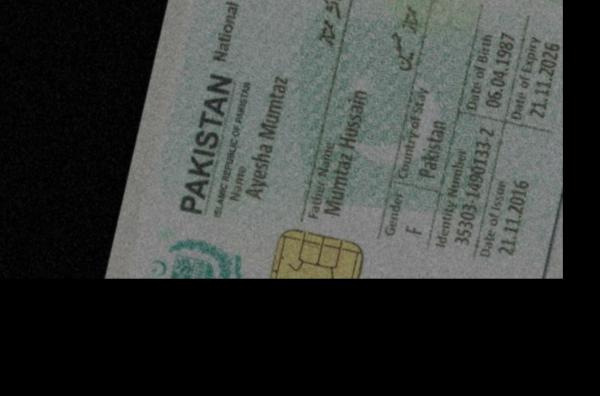 PAKISTAN National
ISLAMIC REPUBLIC OF PAKISTAN
Name
Ayesha Mumtaz
Father Name
Mumtaz Hussain
Gender Country of Stay
F Pakistan
Identity Number Date of Birth
35303-1490133-2 06.04.1987
Date of Issue Date of Expiry
21.11.2016 21.11.2026